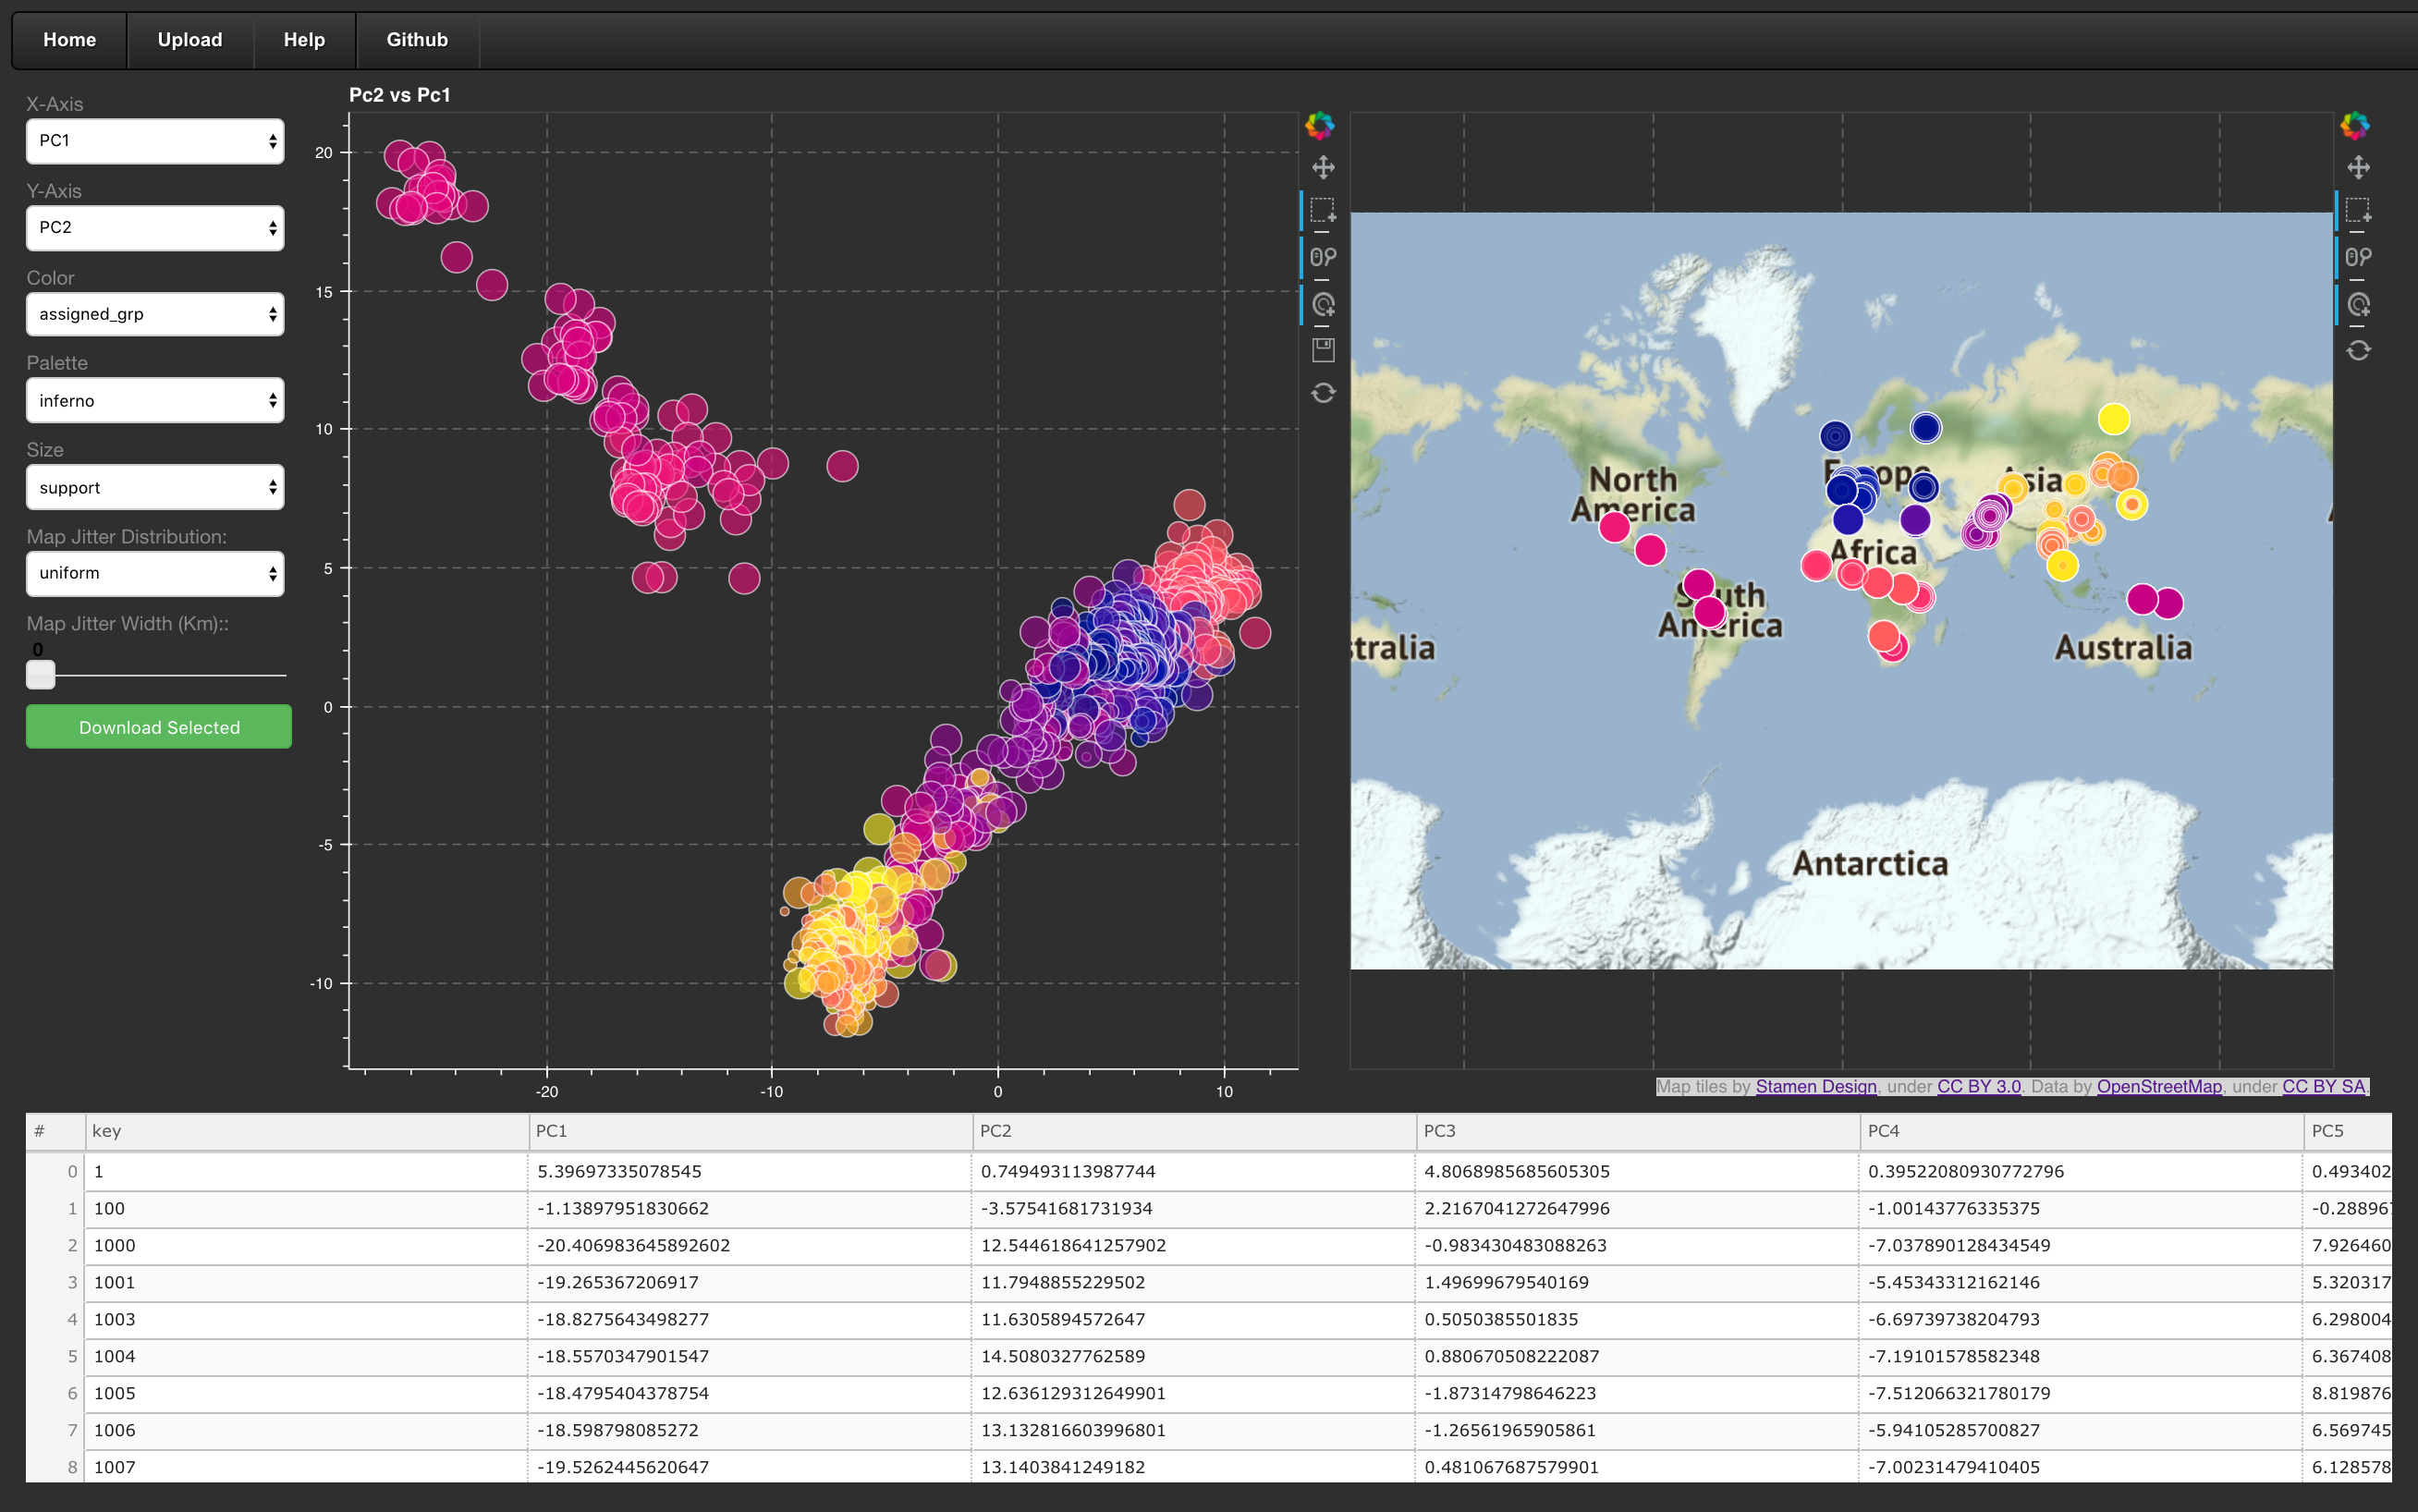 Home Upload Help Github
X-Axis
PC1
Y-Axis
PC2
Color
assigned_grp
Palette
inferno
Size
support
Map Jitter Distribution:
uniform
Map Jitter Width (Km)::
0
Download Selected
Pc2 vs Pc1
20
15
10
5
0
-5
-10
-20 -10 0 10
North
America
Europe
Asia
Africa
South
America
stralia
Australia
Antarctica
Map tiles by Stamen Design, under CC BY 3.0. Data by OpenStreetMap, under CC BY SA.
# key PC1 PC2 PC3 PC4 PC5
0 1 5.39697335078545 0.749493113987744 4.8068985685605305 0.39522080930772796 0.493402
1 100 -1.13897951830662 -3.57541681731934 2.2167041272647996 -1.00143776335375 -0.28896
2 1000 -20.406983645892602 12.544618641257902 -0.983430483088263 -7.037890128434549 7.926460
3 1001 -19.265367206917 11.7948855229502 1.49699679540169 -5.45343312162146 5.320317
4 1003 -18.8275643498277 11.6305894572647 0.5050385501835 -6.69739738204793 6.298004
5 1004 -18.5570347901547 14.5080327762589 0.880670508222087 -7.19101578582348 6.367408
6 1005 -18.4795404378754 12.636129312649901 -1.87314798646223 -7.512066321780179 8.819876
7 1006 -18.598798085272 13.132816603996801 -1.26561965905861 -5.94105285700827 6.569745
8 1007 -19.5262445620647 13.1403841249182 0.481067687579901 -7.00231479410405 6.128578